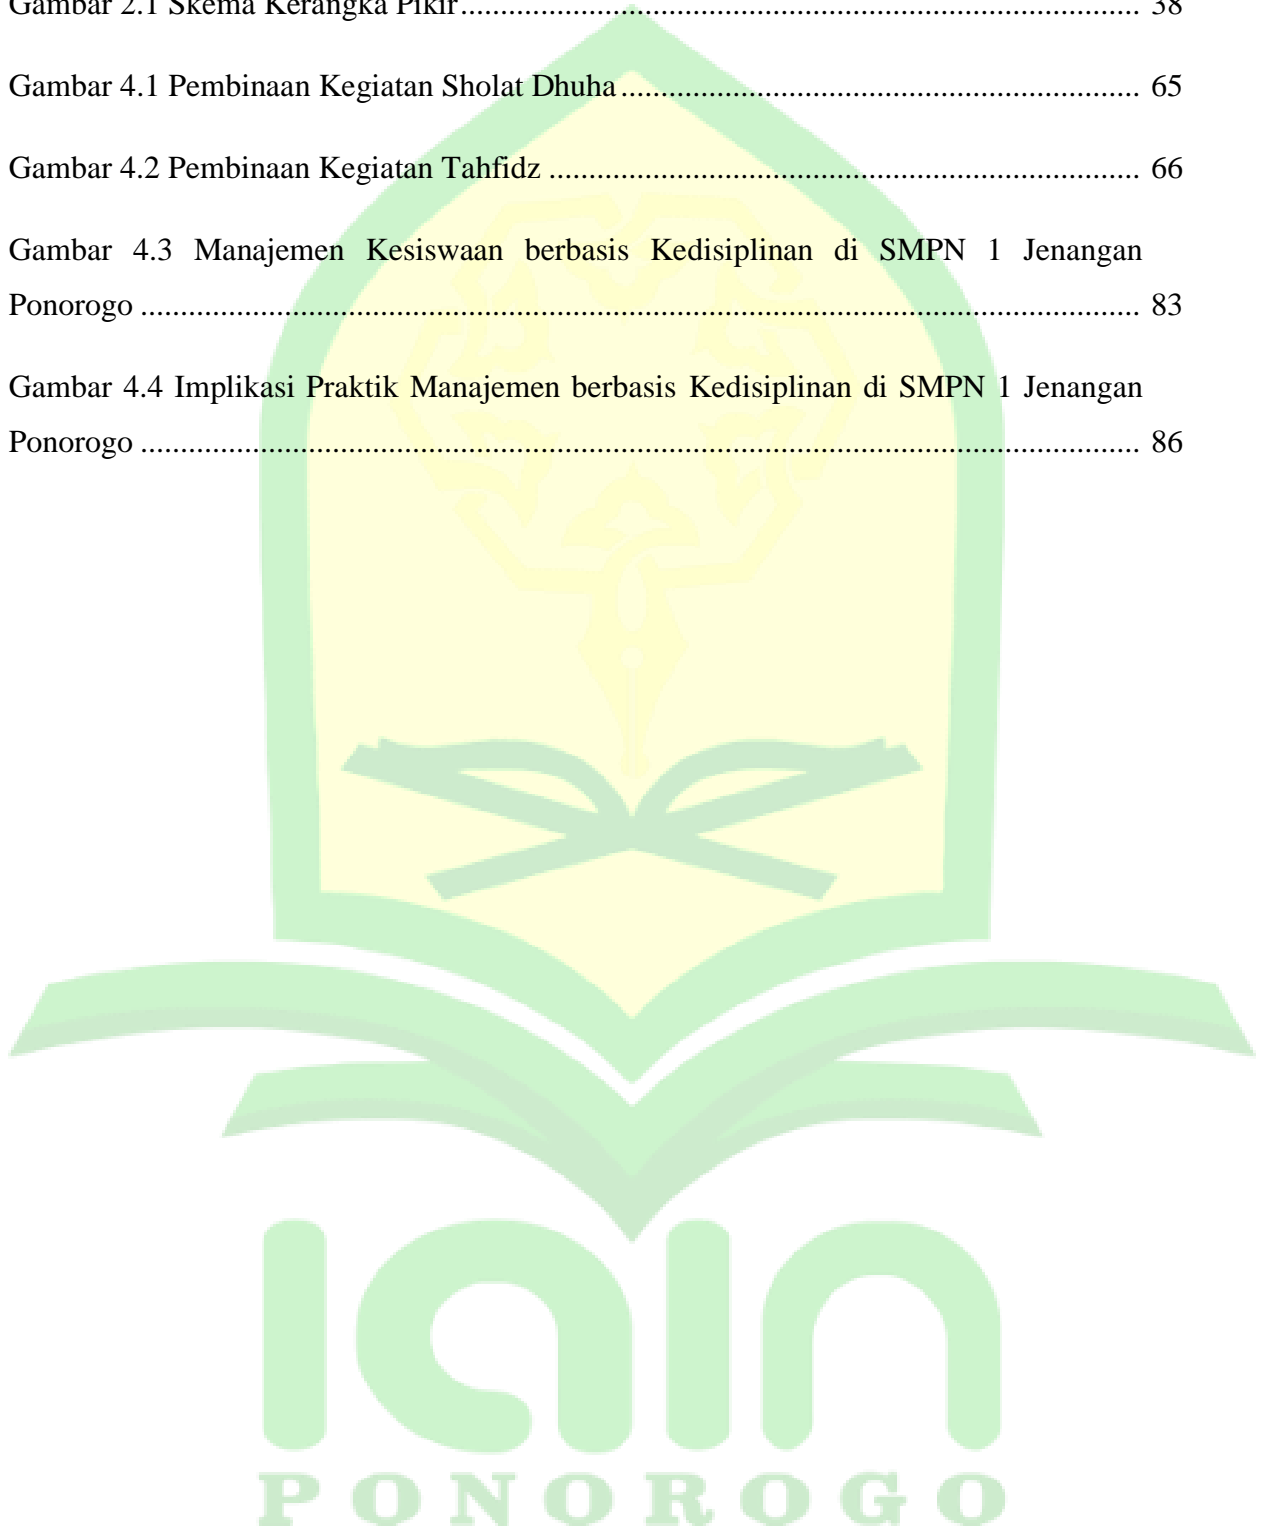 Gambar 2.1 Skema Kerangka Pikir.................................................................................... 38
Gambar 4.1 Pembinaan Kegiatan Sholat Dhuha................................................................ 65
Gambar 4.2 Pembinaan Kegiatan Tahfidz ......................................................................... 66
Gambar 4.3 Manajemen Kesiswaan berbasis Kedisiplinan di SMPN 1 Jenangan
Ponorogo ............................................................................................................................ 83
Gambar 4.4 Implikasi Praktik Manajemen berbasis Kedisiplinan di SMPN 1 Jenangan
Ponorogo ............................................................................................................................ 86
iain
PONOROGO